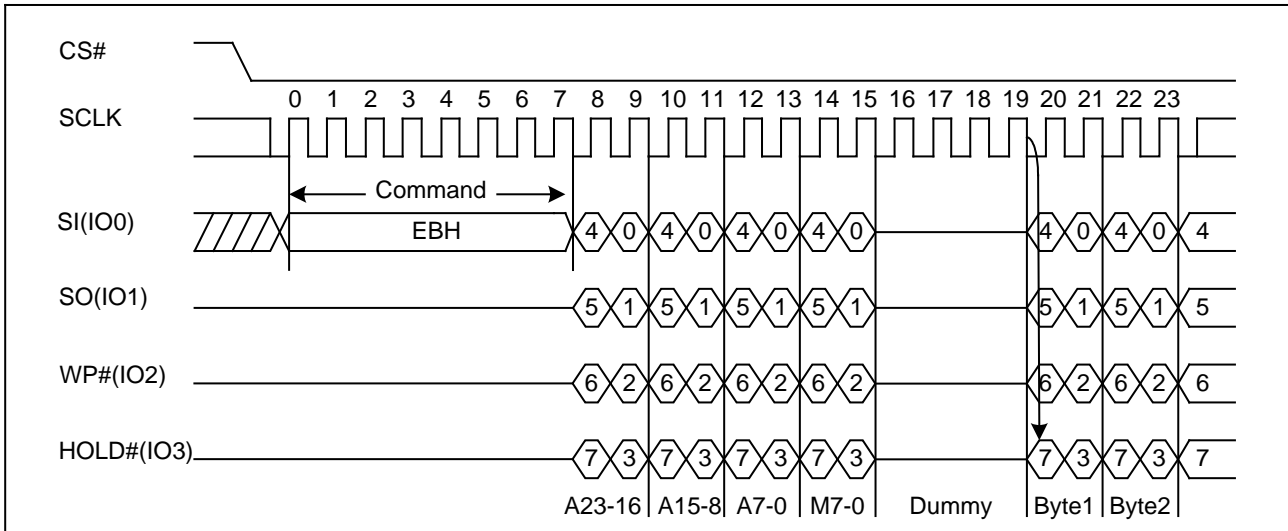 CS#
0 1 2 3 4 5 6 7 8 9 10 11 12 13 14 15 16 17 18 19 20 21 22 23
SCLK
Command
SI(IO0) EBH 4 0 4 0 4 0 4 0 4 0 4 0 4
SO(IO1) 5 1 5 1 5 1 5 1 5 1 5 1 5
WP#(IO2) 6 2 6 2 6 2 6 2 6 2 6 2 6
HOLD#(IO3) 7 3 7 3 7 3 7 3 7 3 7 3 7
A23-16 A15-8 A7-0 M7-0 Dummy Byte1 Byte2